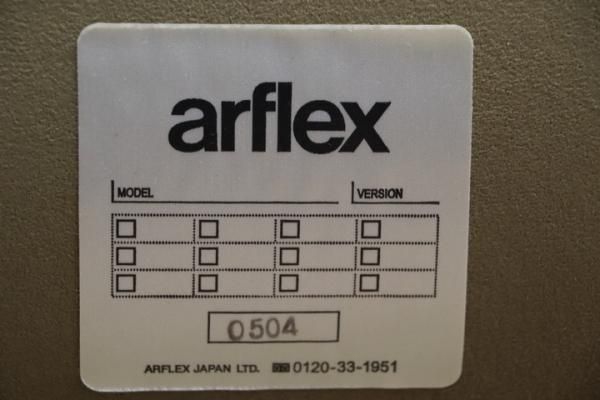 arflex
MODEL VERSION
0504
ARFLEX JAPAN LTD. 0120-33-1951